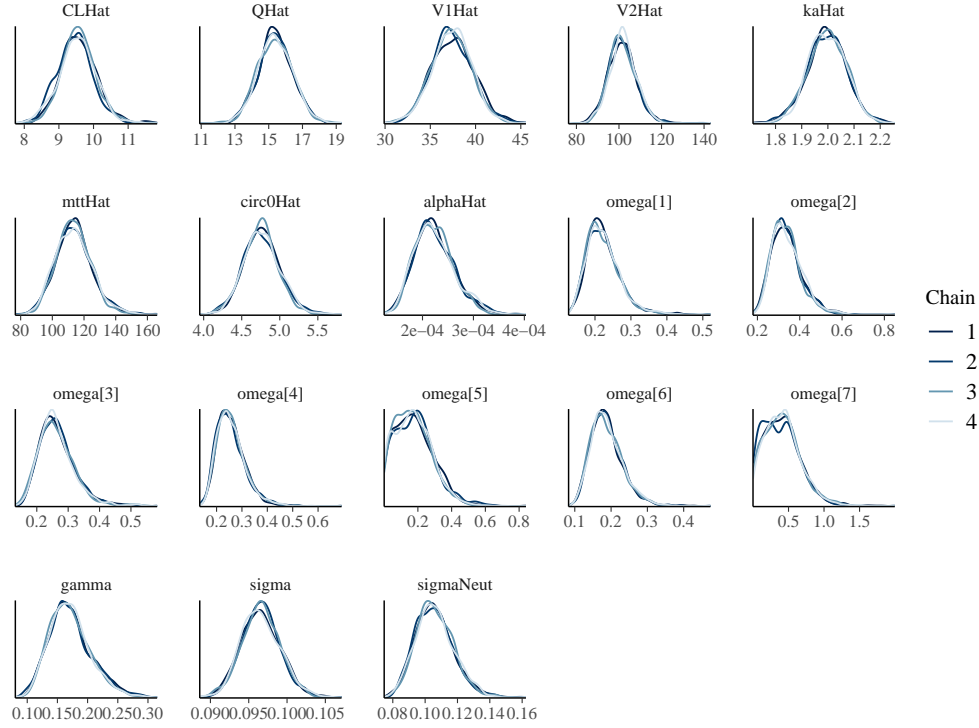 CLHat QHat V1Hat V2Hat kaHat
8 9 10 11 11 13 15 17 19 30 35 40 45 80 100 120 140 1.8 1.9 2.0 2.1 2.2
mttHat circ0Hat alphaHat omega[1] omega[2]
80 100 120 140 160 4.0 4.5 5.0 5.5 2e−04 3e−04 4e−04 0.2 0.3 0.4 0.5 0.2 0.4 0.6 0.8
Chain
1
2
3
4
omega[3] omega[4] omega[5] omega[6] omega[7]
0.2 0.3 0.4 0.5 0.2 0.3 0.4 0.5 0.6 0.2 0.4 0.6 0.8 0.1 0.2 0.3 0.4 0.5 1.0 1.5
gamma sigma sigmaNeut
0.10 0.15 0.20 0.25 0.30 0.090 0.095 0.100 0.105 0.08 0.10 0.12 0.14 0.16